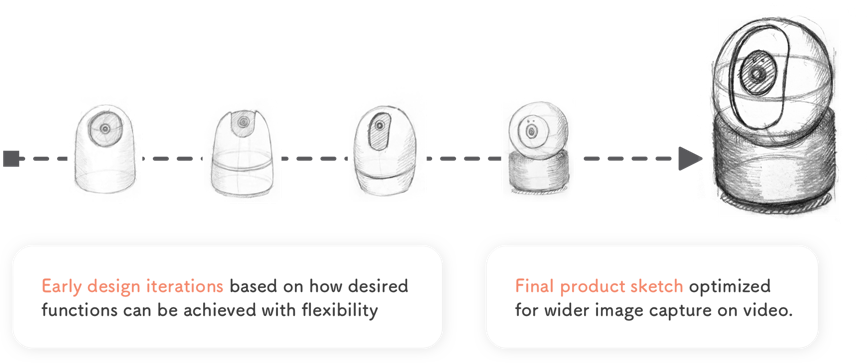 Early design iterations based on how desired
functions can be achieved with flexibility
Final product sketch optimized
for wider image capture on video.